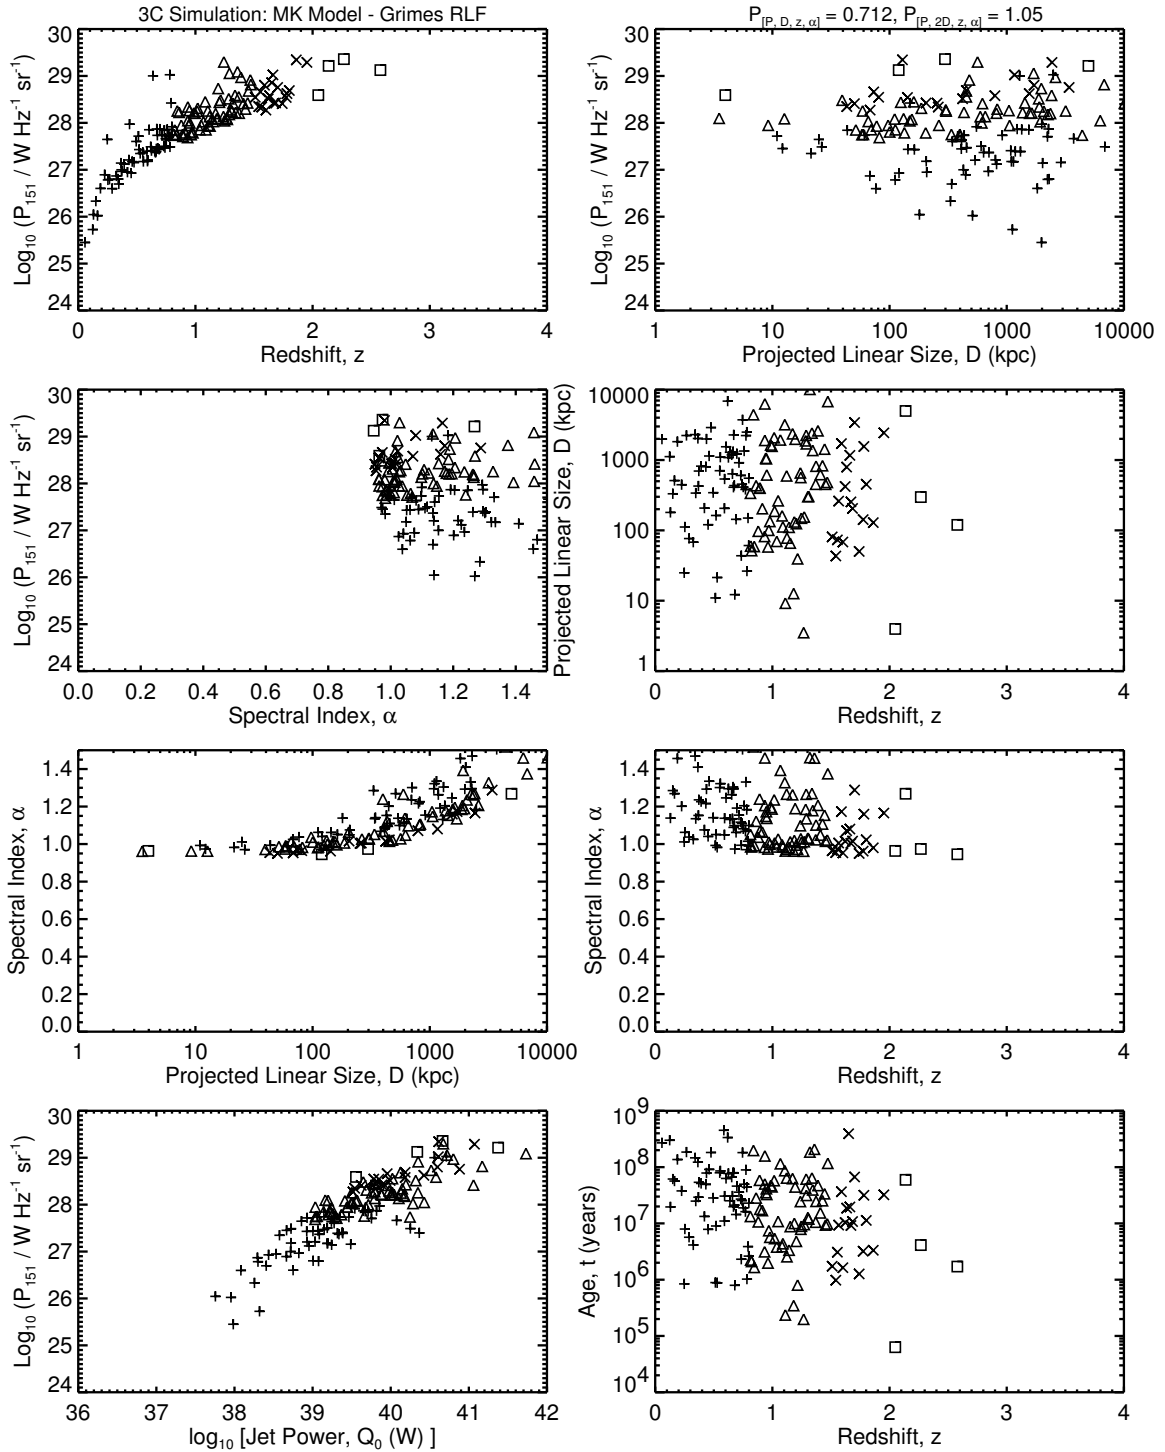 3C Simulation: MK Model - Grimes RLF
P[P, D, z, α] = 0.712, P[P, 2D, z, α] = 1.05
30
29
28
27
26
25
24
Log10 (P151 / W Hz-1 sr-1)
0 1 2 3 4
Redshift, z
30
29
28
27
26
25
24
Log10 (P151 / W Hz-1 sr-1)
1 10 100 1000 10000
Projected Linear Size, D (kpc)
30
29
28
27
26
25
24
Log10 (P151 / W Hz-1 sr-1)
0.0 0.2 0.4 0.6 0.8 1.0 1.2 1.4
Spectral Index, α
10000
1000
100
10
1
Projected Linear Size, D (kpc)
0 1 2 3 4
Redshift, z
1.4
1.2
1.0
0.8
0.6
0.4
0.2
0.0
Spectral Index, α
1 10 100 1000 10000
Projected Linear Size, D (kpc)
1.4
1.2
1.0
0.8
0.6
0.4
0.2
0.0
Spectral Index, α
0 1 2 3 4
Redshift, z
30
29
28
27
26
25
24
Log10 (P151 / W Hz-1 sr-1)
36 37 38 39 40 41 42
log10 [Jet Power, Q0 (W) ]
10^9
10^8
10^7
10^6
10^5
10^4
Age, t (years)
0 1 2 3 4
Redshift, z